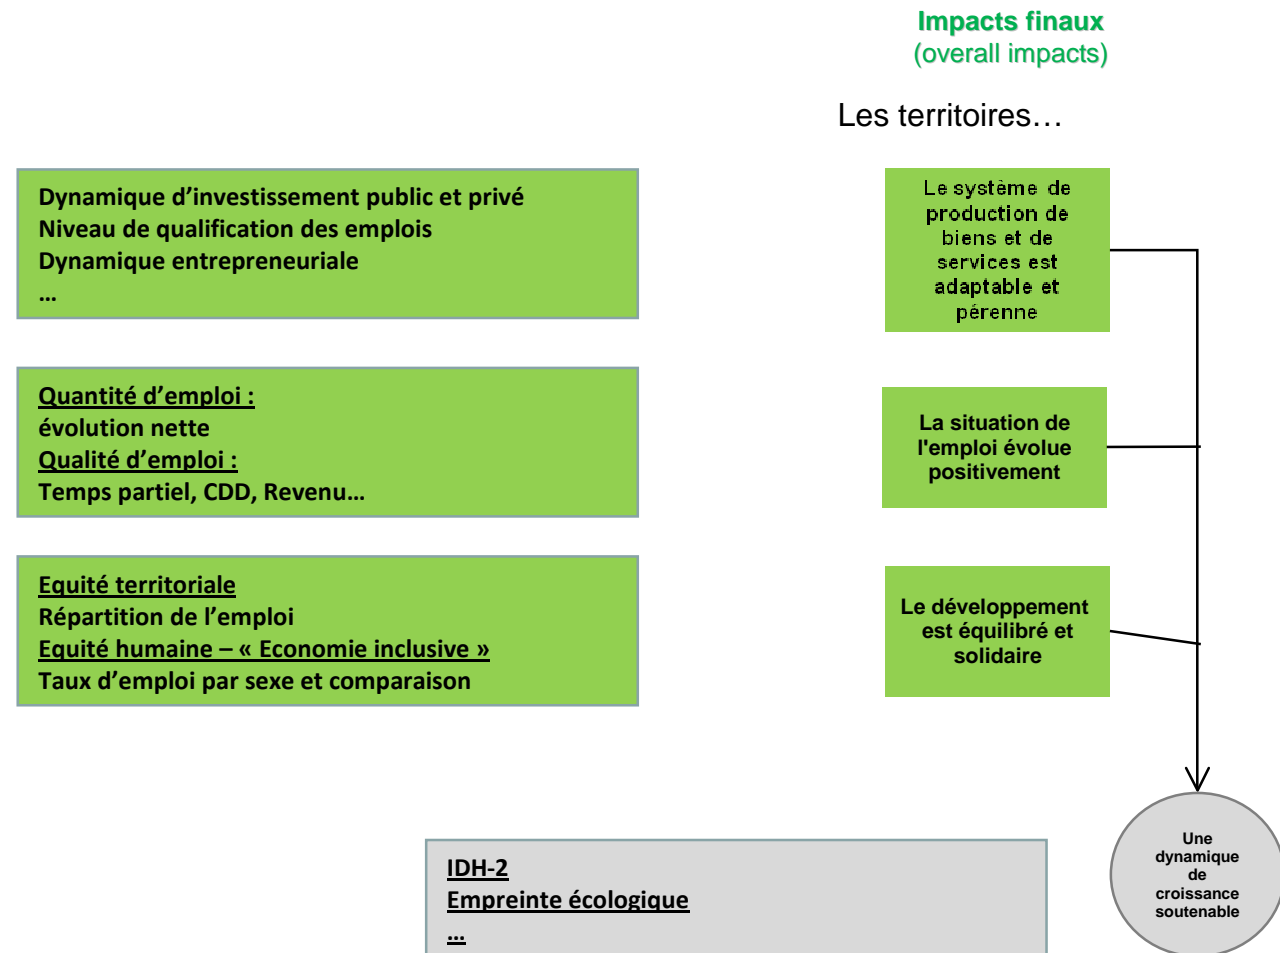 Impacts finaux
(overall impacts)
Les territoires…
Dynamique d’investissement public et privé
Niveau de qualification des emplois
Dynamique entrepreneuriale
…
Le système de
production de
biens et de
services est
adaptable et
pérenne
Quantité d’emploi :
évolution nette
Qualité d’emploi :
Temps partiel, CDD, Revenu…
La situation de
l'emploi évolue
positivement
Equité territoriale
Répartition de l’emploi
Equité humaine – « Economie inclusive »
Taux d’emploi par sexe et comparaison
Le développement
est équilibré et
solidaire
IDH-2
Empreinte écologique
…
Une
dynamique
de
croissance
soutenable